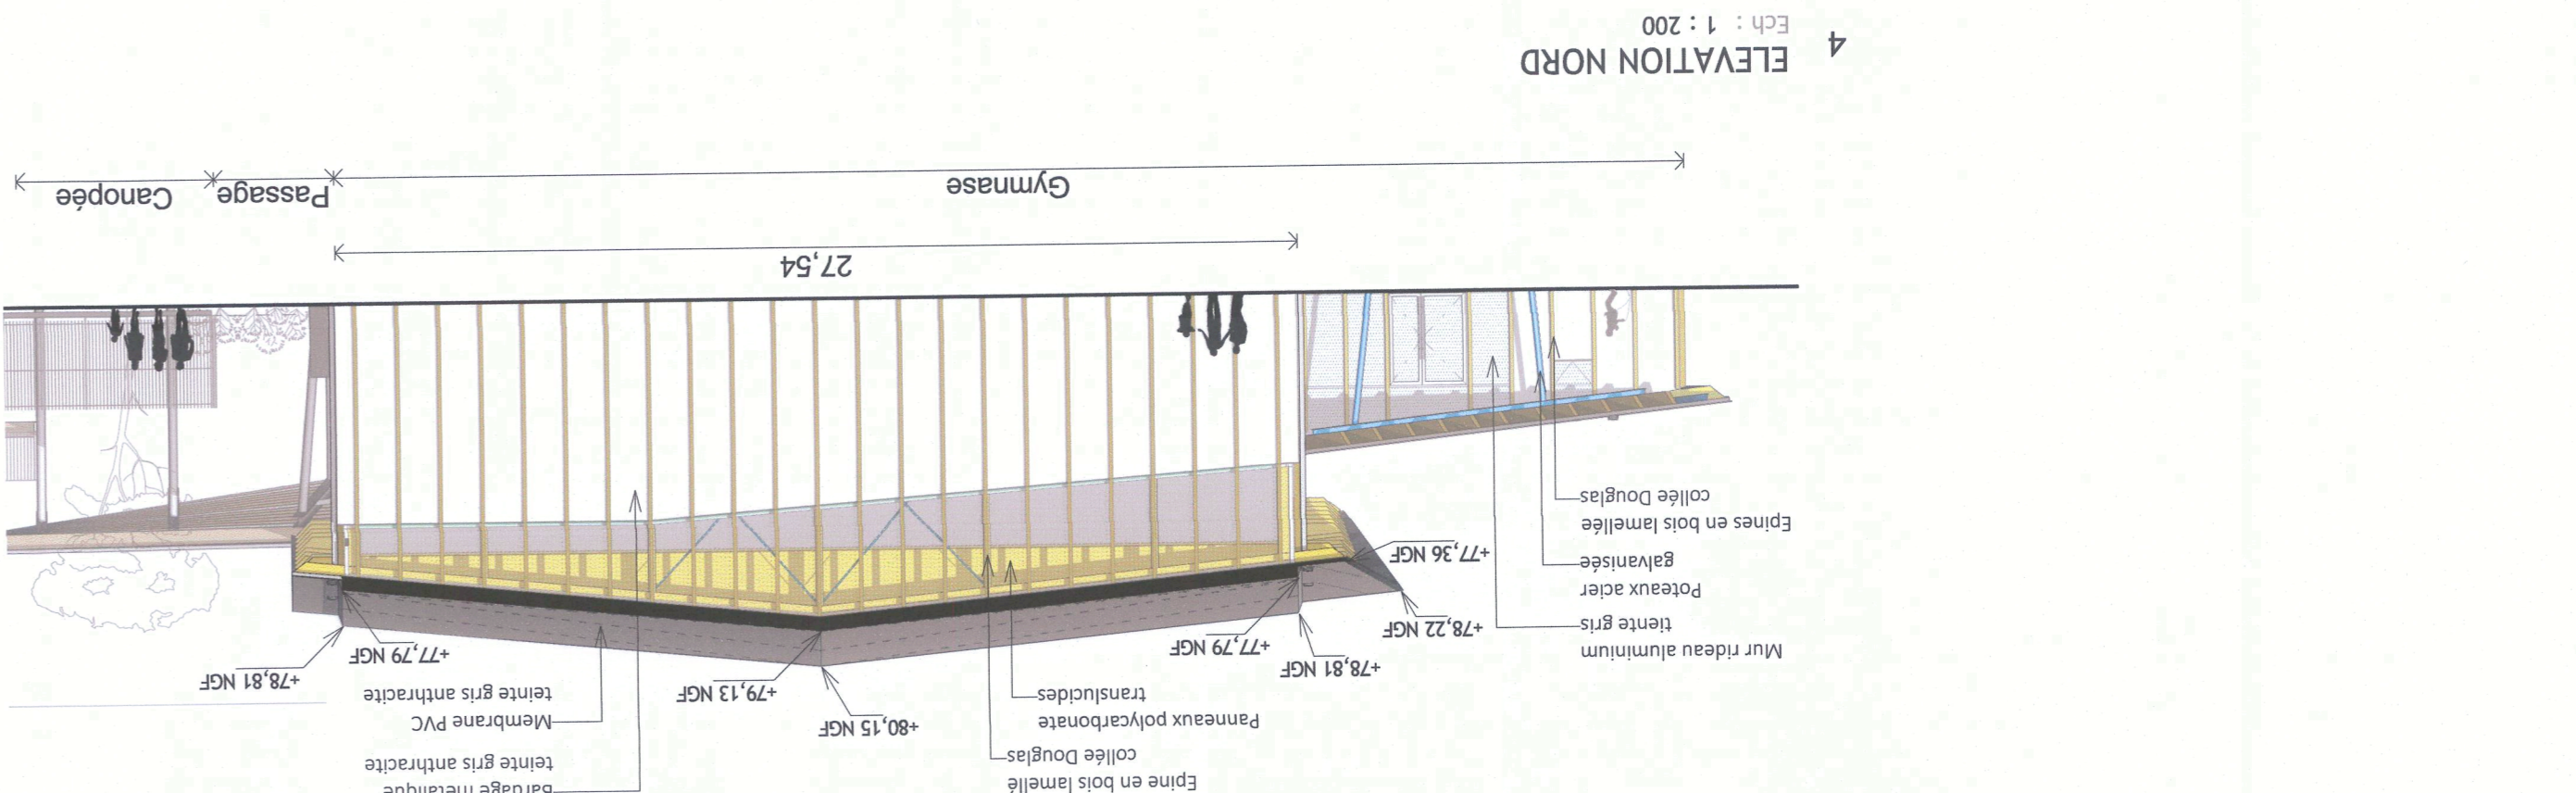 Epine en bois lamellé
collée Douglas
Bardage métalique
teinte gris anthracite
Panneaux polycarbonate
translucides
+80,15 NGF
Membrane PVC
teinte gris anthracite
+79,13 NGF
+78,81 NGF
+78,81 NGF
+77,79 NGF
+77,79 NGF
Mur rideau aluminium
tiente gris
+78,22 NGF
Poteaux acier
galvanisée
+77,36 NGF
Epines en bois lamellée
collée Douglas
27,54
Gymnase
Passage
Canopée
4
ELEVATION NORD
Ech : 1 : 200